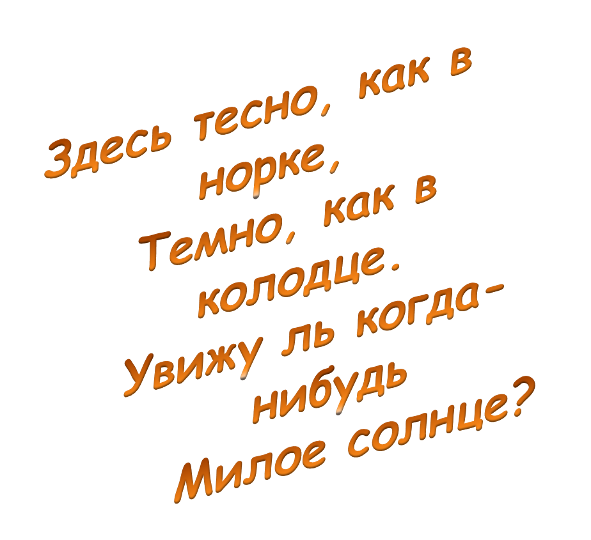 Здесь тесно, как в
норке,
Темно, как в
колодце.
Увижу ль когда-
нибудь
Милое солнце?